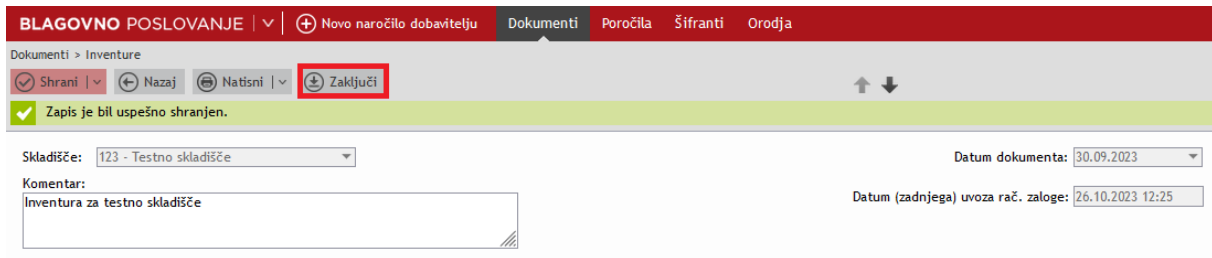 BLAGOVNO POSLOVANJE Novo naročilo dobavitelju Dokumenti Poročila Šifranti Orodja
Dokumenti > Inventure
Shrani Nazaj Natisni Zaključi
Zapis je bil uspešno shranjen.
Skladišče: 123 - Testno skladišče Datum dokumenta: 30.09.2023
Komentar:
Inventura za testno skladišče Datum (zadnjega) uvoza rač. zaloge: 26.10.2023 12:25